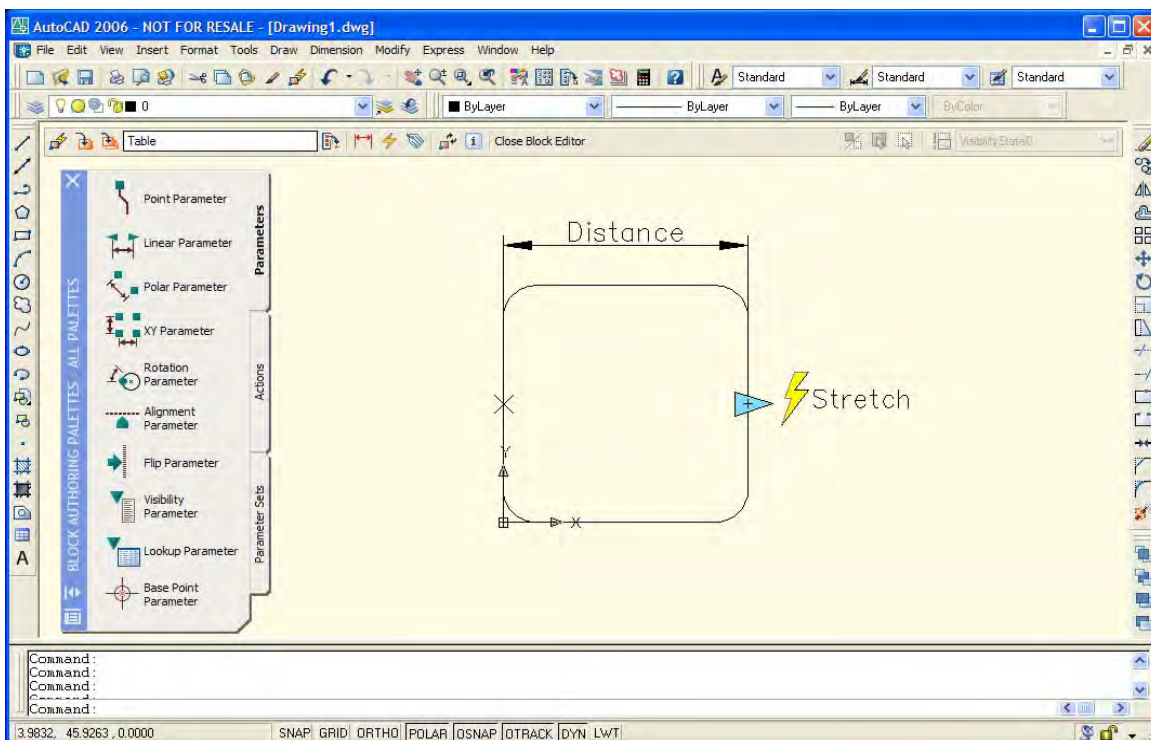 AutoCAD 2006 - NOT FOR RESALE - [Drawing1.dwg]
File Edit View Insert Format Tools Draw Dimension Modify Express Window Help
Standard Standard Standard
0 ByLayer ByLayer ByLayer ByColor
Table Close Block Editor VisibilityState0
BLOCK AUTHORING PALETTES - ALL PALETTES
Point Parameter
Linear Parameter
Polar Parameter
XY Parameter
Rotation
Parameter
Alignment
Parameter
Flip Parameter
Visibility
Parameter
Lookup Parameter
Base Point
Parameter
Parameters
Actions
Parameter Sets
Distance
Stretch
Y
X
A
Command:
Command:
Command:
Command:
Command:
3.9832, 45.9263, 0.0000 SNAP GRID ORTHO POLAR OSNAP OTRACK DYN LWT